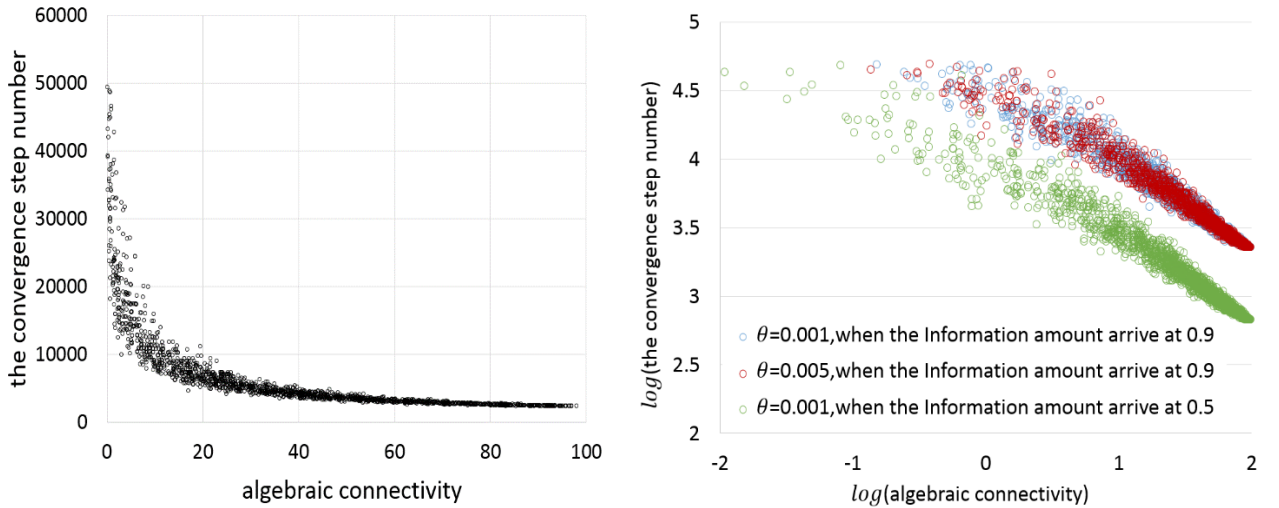 the convergence step number
60000
50000
40000
30000
20000
10000
0
0 20 40 60 80 100
algebraic connectivity
log(the convergence step number)
5
4.5
4
3.5
3
2.5
2
θ=0.001,when the Information amount arrive at 0.9
θ=0.005,when the Information amount arrive at 0.9
θ=0.001,when the Information amount arrive at 0.5
-2 -1 0 1 2
log(algebraic connectivity)